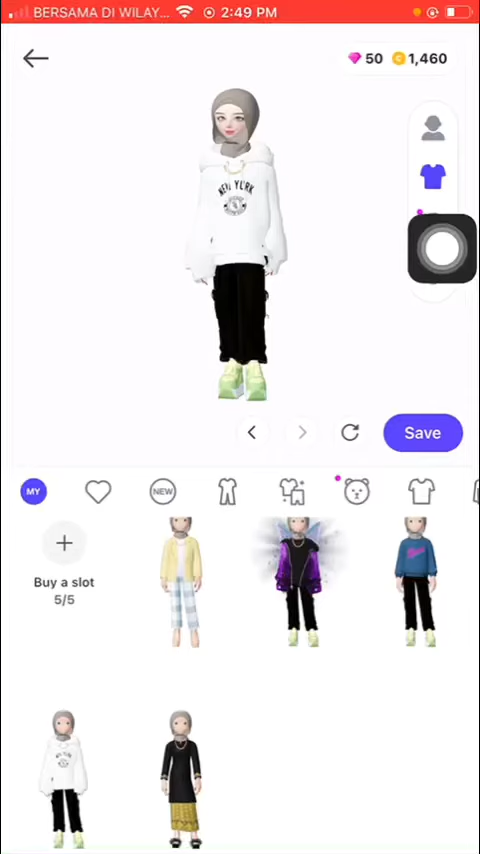 BERSAMA DI WILAY... 2:49 PM
50 1,460
NEW YORK
Save
MY
NEW
Buy a slot
5/5